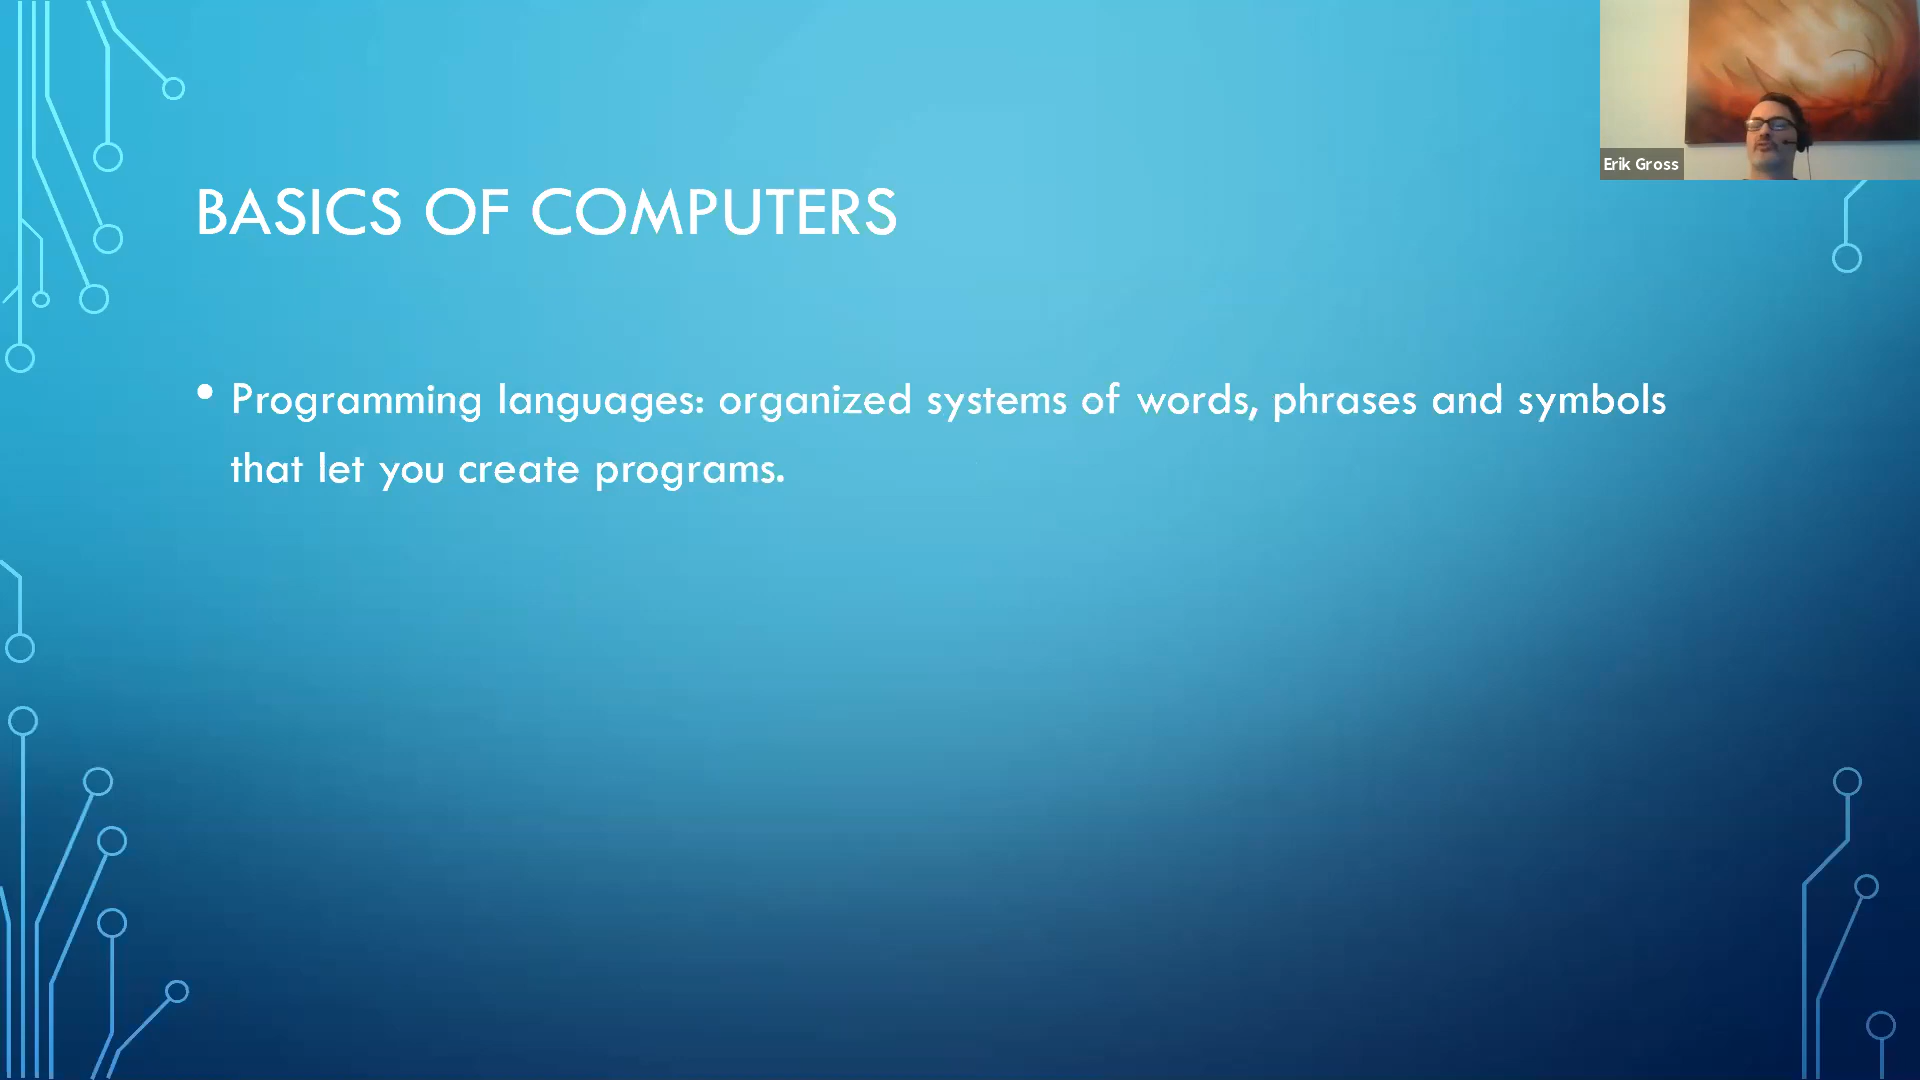 BASICS OF COMPUTERS
• Programming languages: organized systems of words, phrases and symbols
that let you create programs.
Erik Gross